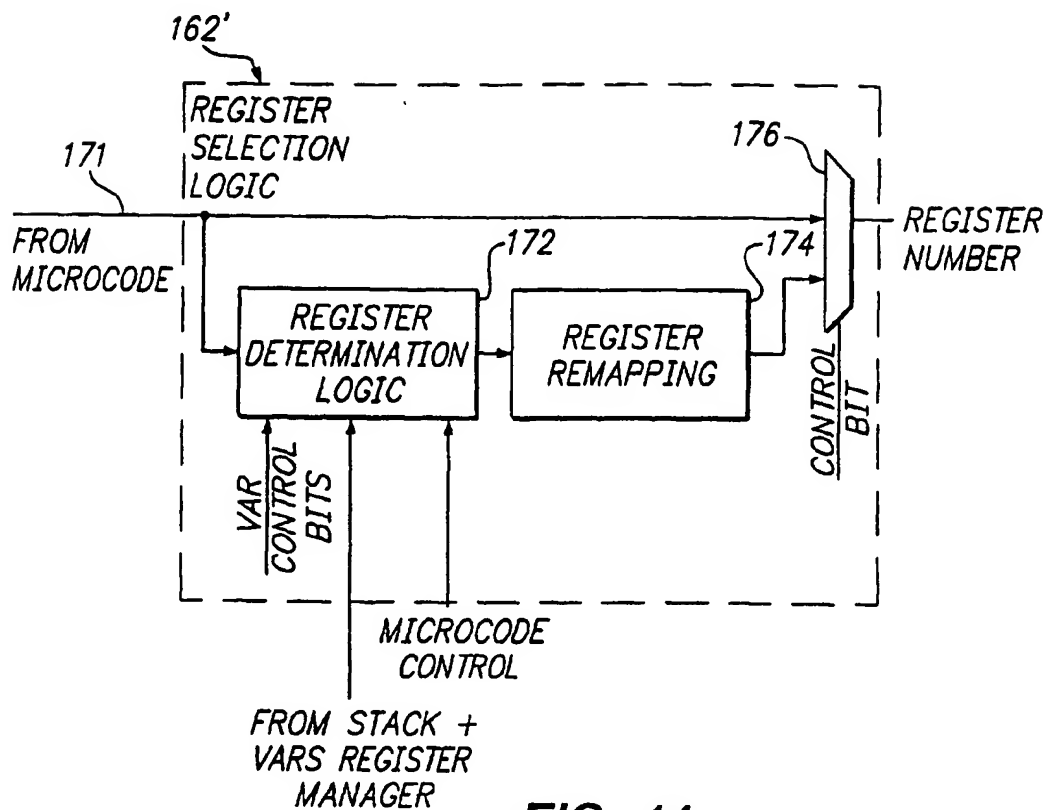 162'
REGISTER
SELECTION
LOGIC
171
176
FROM
MICROCODE
REGISTER
NUMBER
172
174
REGISTER
DETERMINATION
LOGIC
REGISTER
REMAPPING
CONTROL
BIT
VAR
CONTROL
BITS
MICROCODE
CONTROL
FROM STACK +
VARS REGISTER
MANAGER